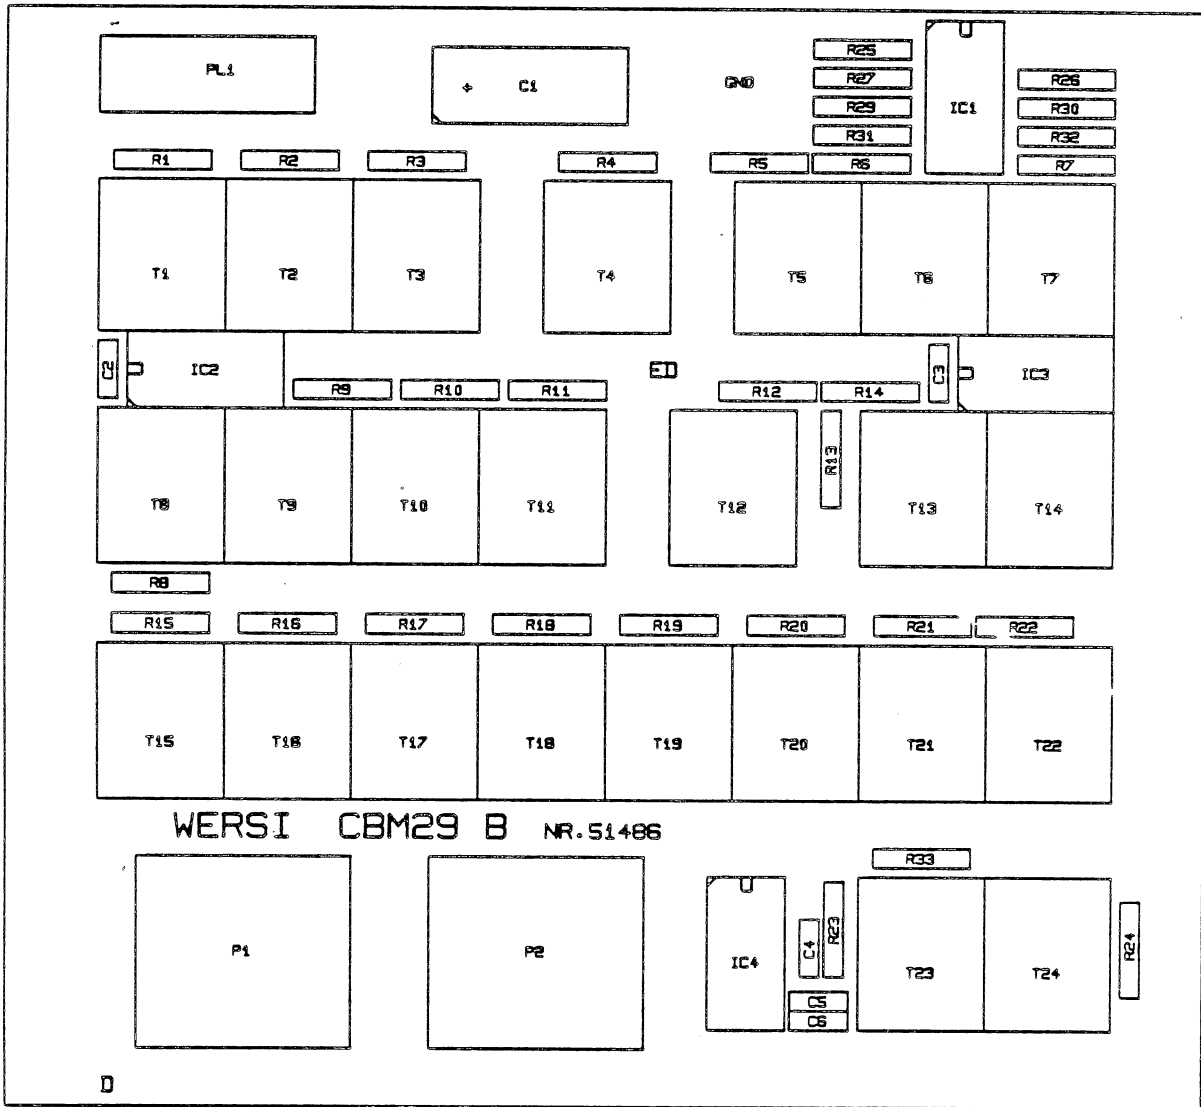 R25
PL1
C1
GND
R27
R26
R29
IC1
R30
R31
R32
R1
R2
R3
R4
R5
R6
R7
T1
T2
T3
T4
T5
T6
T7
C2
IC2
ED
C3
IC3
R9
R10
R11
R12
R14
R13
T8
T9
T10
T11
T12
T13
T14
R8
R15
R16
R17
R18
R19
R20
R21
R22
T15
T16
T17
T18
T19
T20
T21
T22
WERSI CBM29 B NR.51486
R33
P1
P2
IC4
C4
R23
T23
T24
R24
C5
C6
D